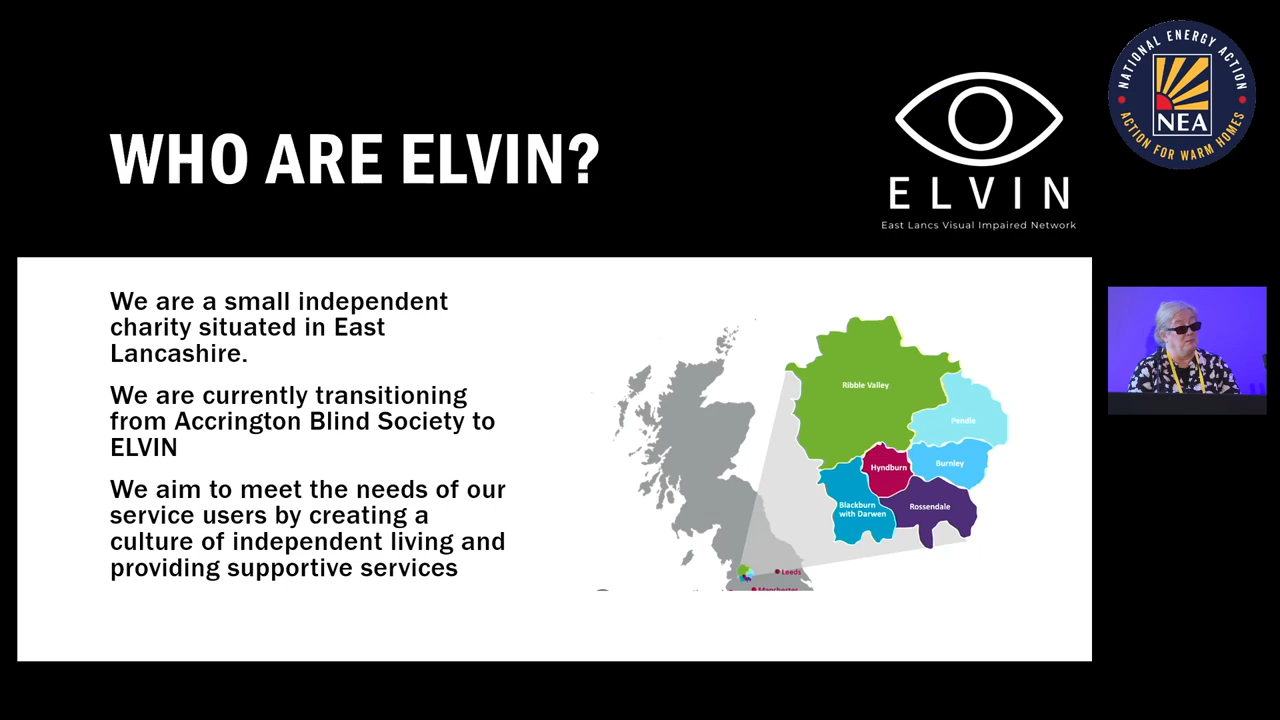 WHO ARE ELVIN?
ELVIN
East Lancs Visual Impaired Network
NATIONAL ENERGY ACTION
NEA
ACTION FOR WARM HOMES
We are a small independent
charity situated in East
Lancashire.
We are currently transitioning
from Accrington Blind Society to
ELVIN
We aim to meet the needs of our
service users by creating a
culture of independent living and
providing supportive services
Ribble Valley
Pendle
Burnley
Hyndburn
Blackburn
with Darwen
Rossendale
Leeds
Manchester